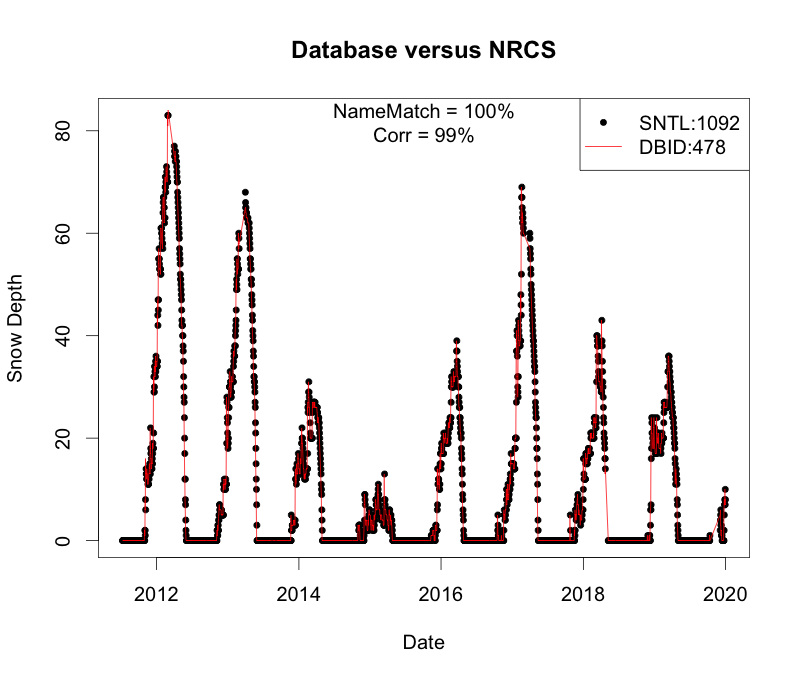 Database versus NRCS
NameMatch = 100%
Corr = 99%
SNTL:1092
DBID:478
Snow Depth
80
60
40
20
0
2012
2014
2016
2018
2020
Date